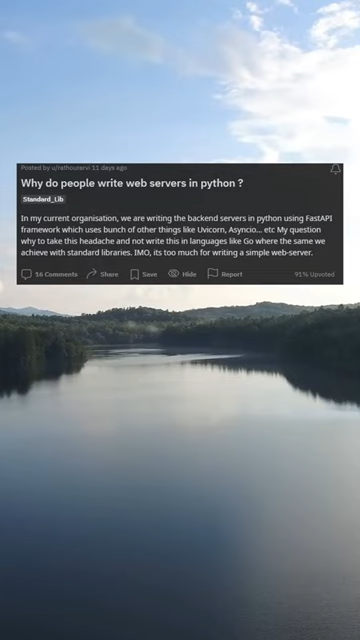 Posted by u/rathourarvi 11 days ago
Why do people write web servers in python ?
Standard_Lib
In my current organisation, we are writing the backend servers in python using FastAPI
framework which uses bunch of other things like Uvicorn, Asyncio... etc My question
why to take this headache and not write this in languages like Go where the same we
achieve with standard libraries. IMO, its too much for writing a simple web-server.
16 Comments Share Save Hide Report 91% Upvoted